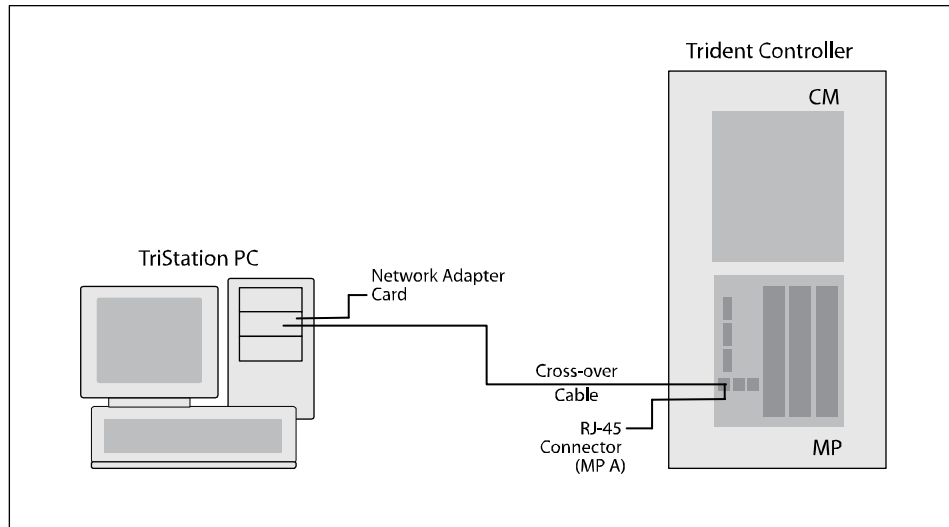 Trident Controller
CM
TriStation PC
Network Adapter
Card
Cross-over
Cable
RJ-45
Connector
(MP A)
MP